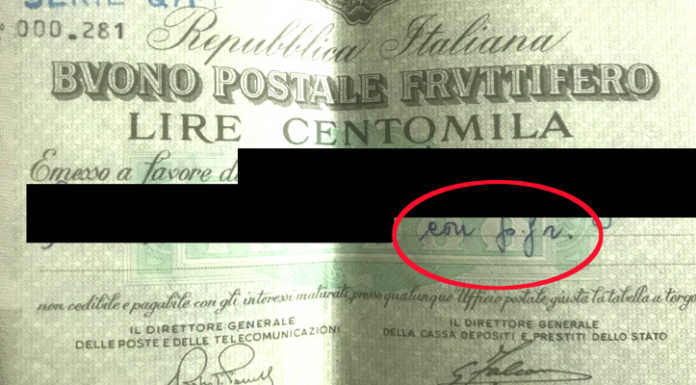 000.281
Repubblica Italiana
BVONO POSTALE FRVTTIFERO
LIRE CENTOMILA
Emesso a favore d
con p.f.r.
non cedibile e pagabile con gli interessi maturati, presso qualunque Ufficio postale giusta la tabella a tergo
IL DIRETTORE GENERALE
DELLE POSTE E DELLE TELECOMUNICAZIONI
IL DIRETTORE GENERALE
DELLA CASSA DEPOSITI E PRESTITI DELLO STATO